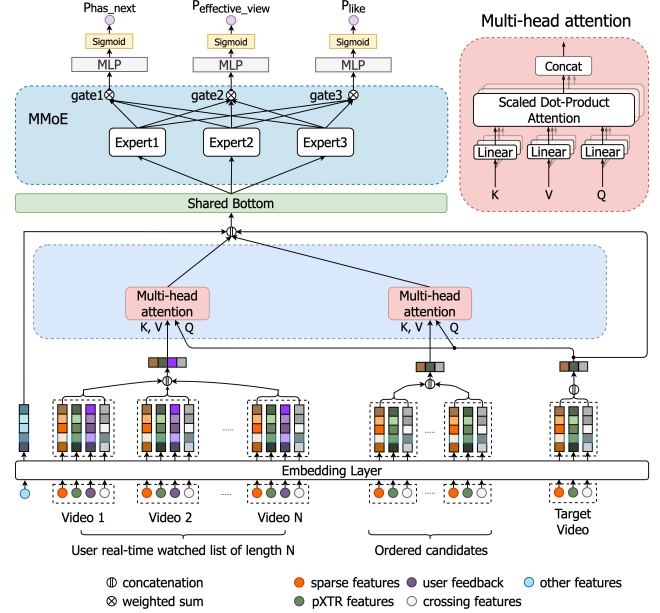 Phas_next
Peffective_view
Plike
Sigmoid
Sigmoid
Sigmoid
MLP
MLP
MLP
gate1
gate2
gate3
MMoE
Expert1
Expert2
Expert3
Shared Bottom
Multi-head attention
Concat
Scaled Dot-Product
Attention
Linear
Linear
Linear
K
V
Q
Multi-head
attention
K, V
Q
Multi-head
attention
K, V
Q
......
......
Embedding Layer
......
......
Video 1
Video 2
Video N
Target
Video
User real-time watched list of length N
Ordered candidates
concatenation
sparse features
user feedback
other features
weighted sum
pXTR features
crossing features